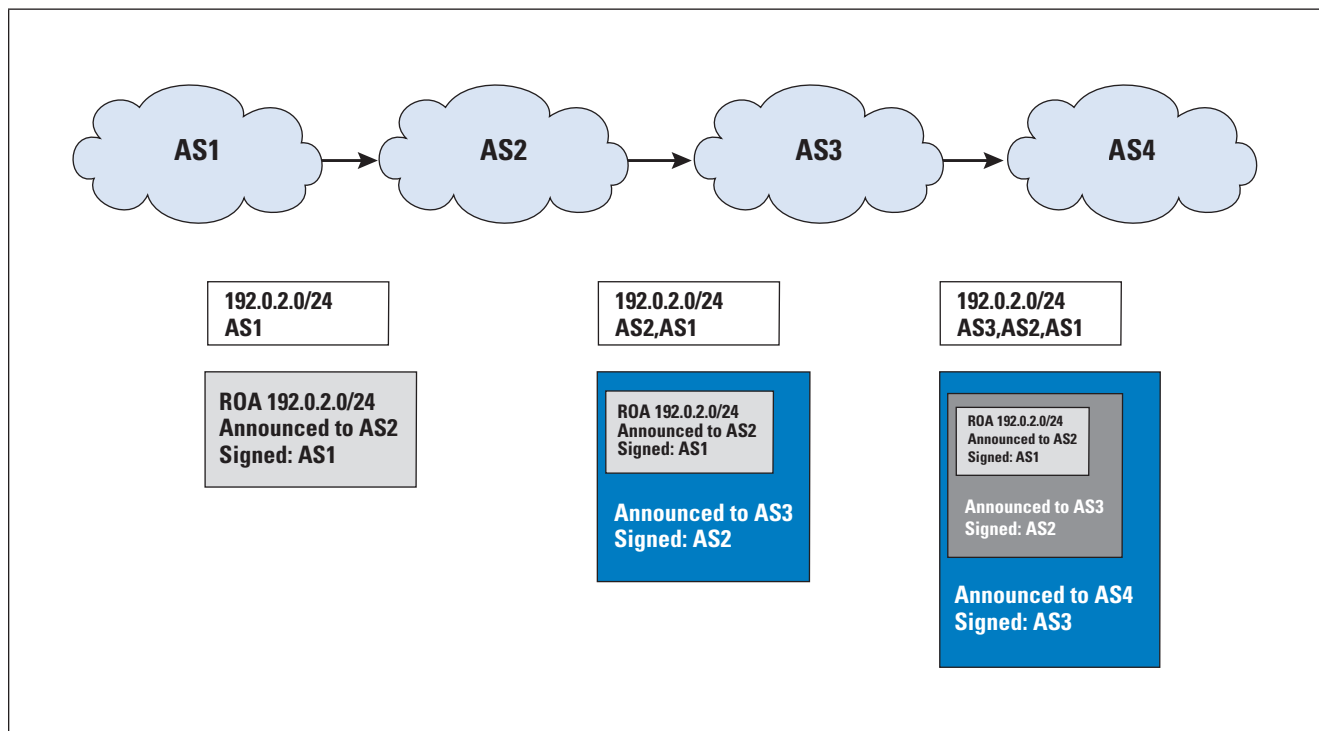 AS1
AS2
AS3
AS4
192.0.2.0/24
AS1
192.0.2.0/24
AS2,AS1
192.0.2.0/24
AS3,AS2,AS1
ROA 192.0.2.0/24
Announced to AS2
Signed: AS1
ROA 192.0.2.0/24
Announced to AS2
Signed: AS1
Announced to AS3
Signed: AS2
ROA 192.0.2.0/24
Announced to AS2
Signed: AS1
Announced to AS3
Signed: AS2
Announced to AS4
Signed: AS3